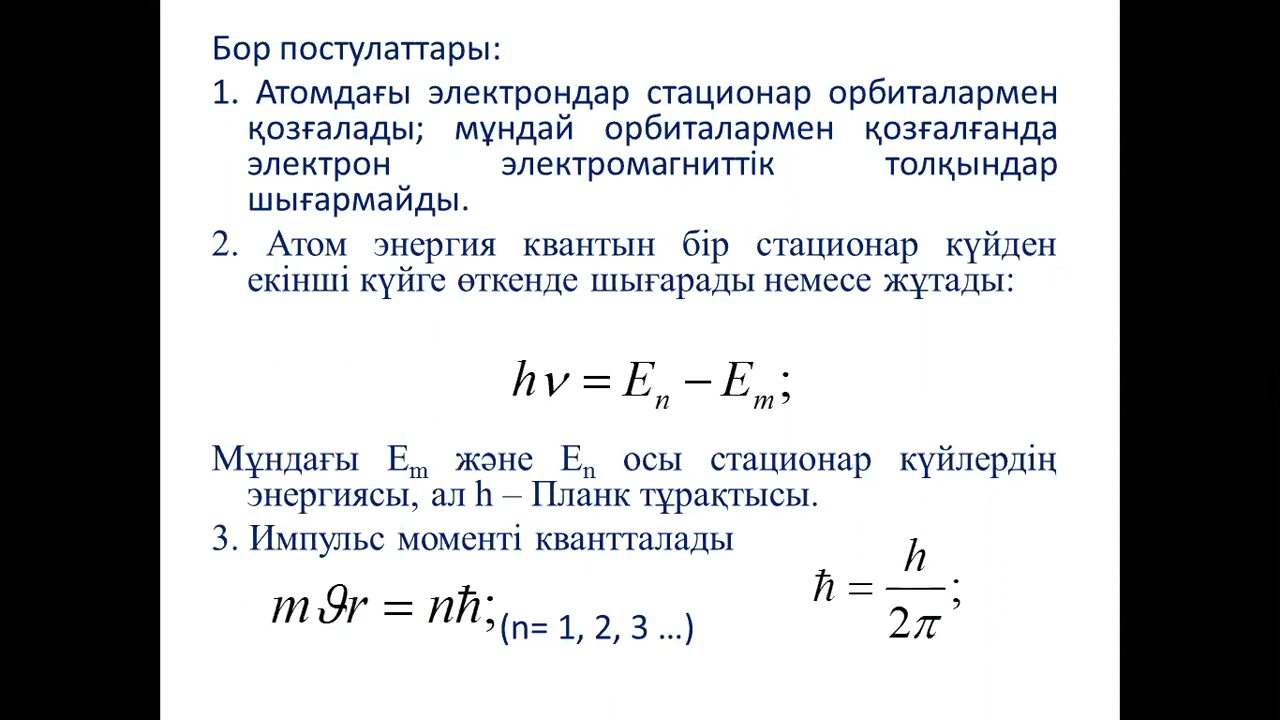 Бор постулаттары:
1. Атомдағы электрондар стационар орбиталармен
қозғалады; мұндай орбиталармен қозғалғанда
электрон электромагниттік толқындар
шығармайды.
2. Атом энергия квантын бір стационар күйден
екінші күйге өткенде шығарады немесе жұтады:
hν = Eₙ − Eₘ;
Мұндағы Eₘ және Eₙ осы стационар күйлердің
энергиясы, ал h – Планк тұрақтысы.
3. Импульс моменті квантталады
mϑr = nħ; (n= 1, 2, 3 ...)
ħ = h/2π;